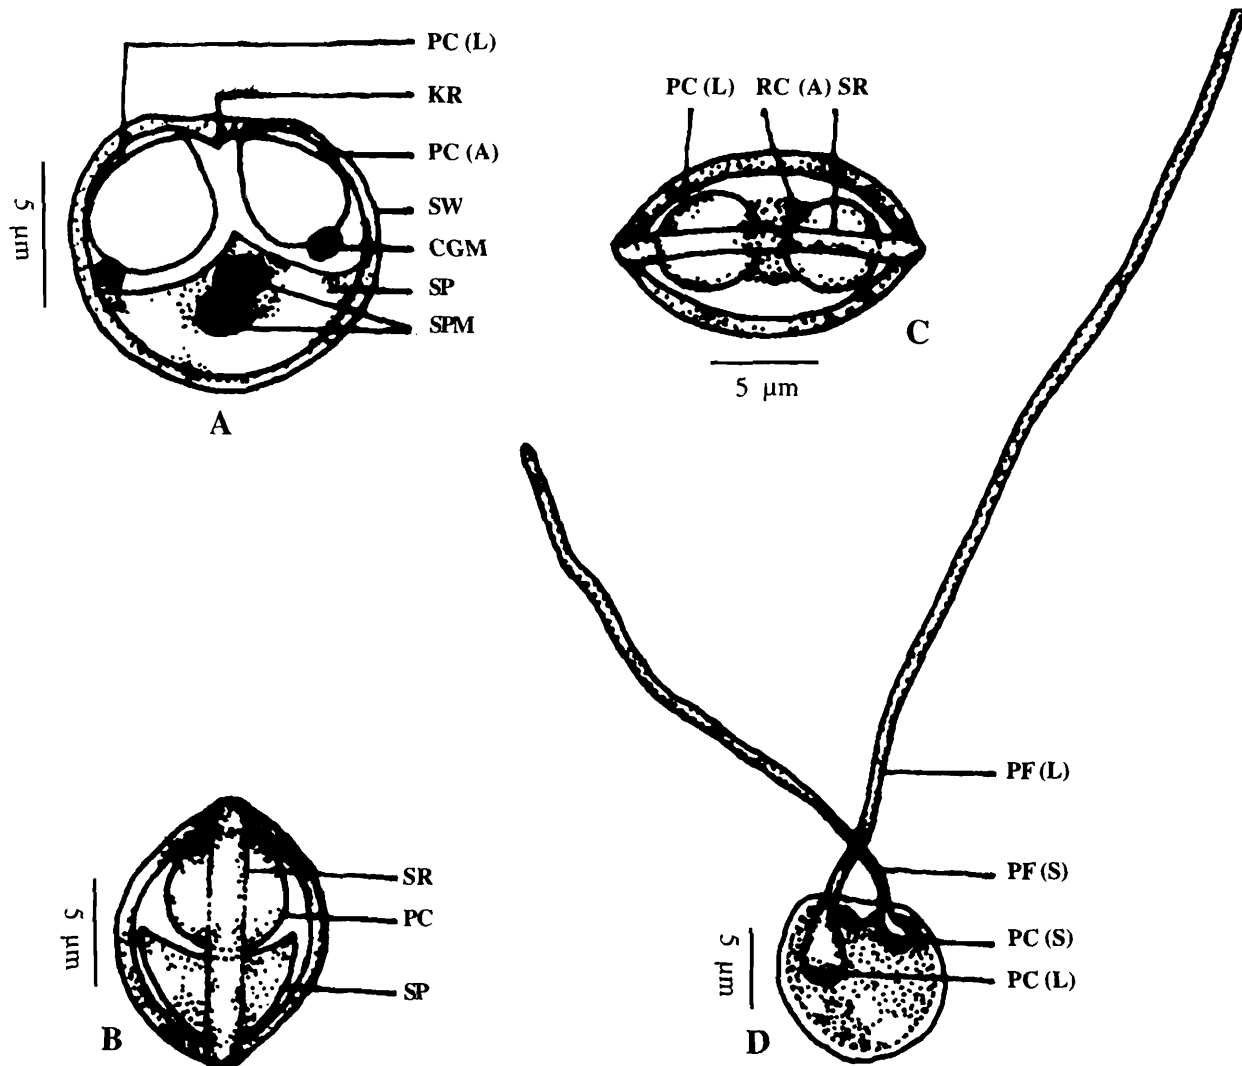 PC (L)
KR
PC (A)
SW
CGM
SP
SPM
5 µm
A
PC (L) RC (A) SR
C
5 µm
SR
PC
SP
5 µm
B
PF (L)
PF (S)
PC (S)
PC (L)
5 µm
D